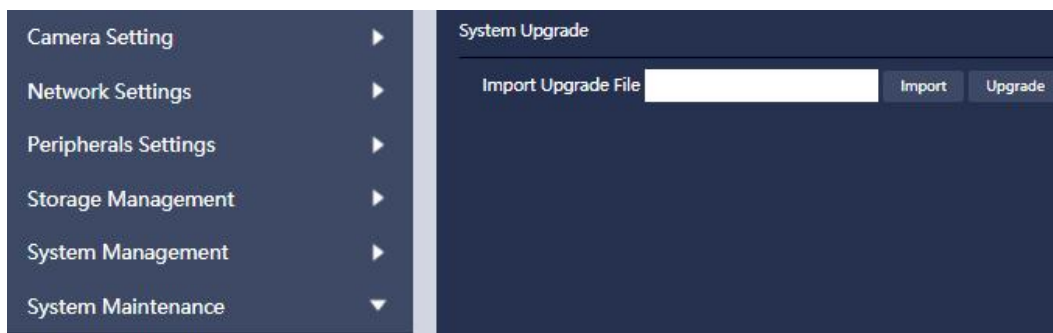 Camera Setting
Network Settings
Peripherals Settings
Storage Management
System Management
System Maintenance
System Upgrade
Import Upgrade File Import Upgrade